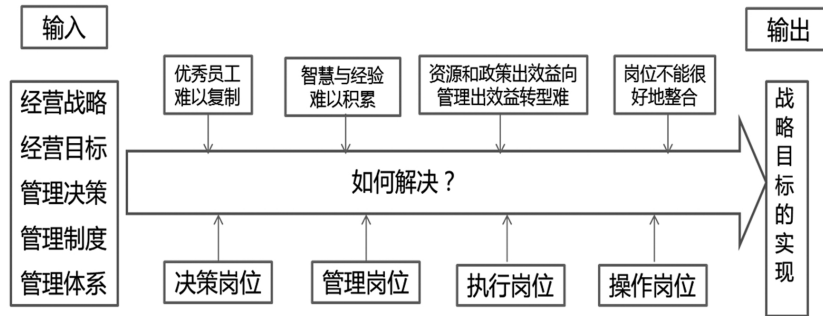 输入
输出
优秀员工
难以复制
智慧与经验
难以积累
资源和政策出效益向
管理出效益转型难
岗位不能很
好地整合
经营战略
经营目标
管理决策
管理制度
管理体系
如何解决？
战略目标的实现
决策岗位
管理岗位
执行岗位
操作岗位